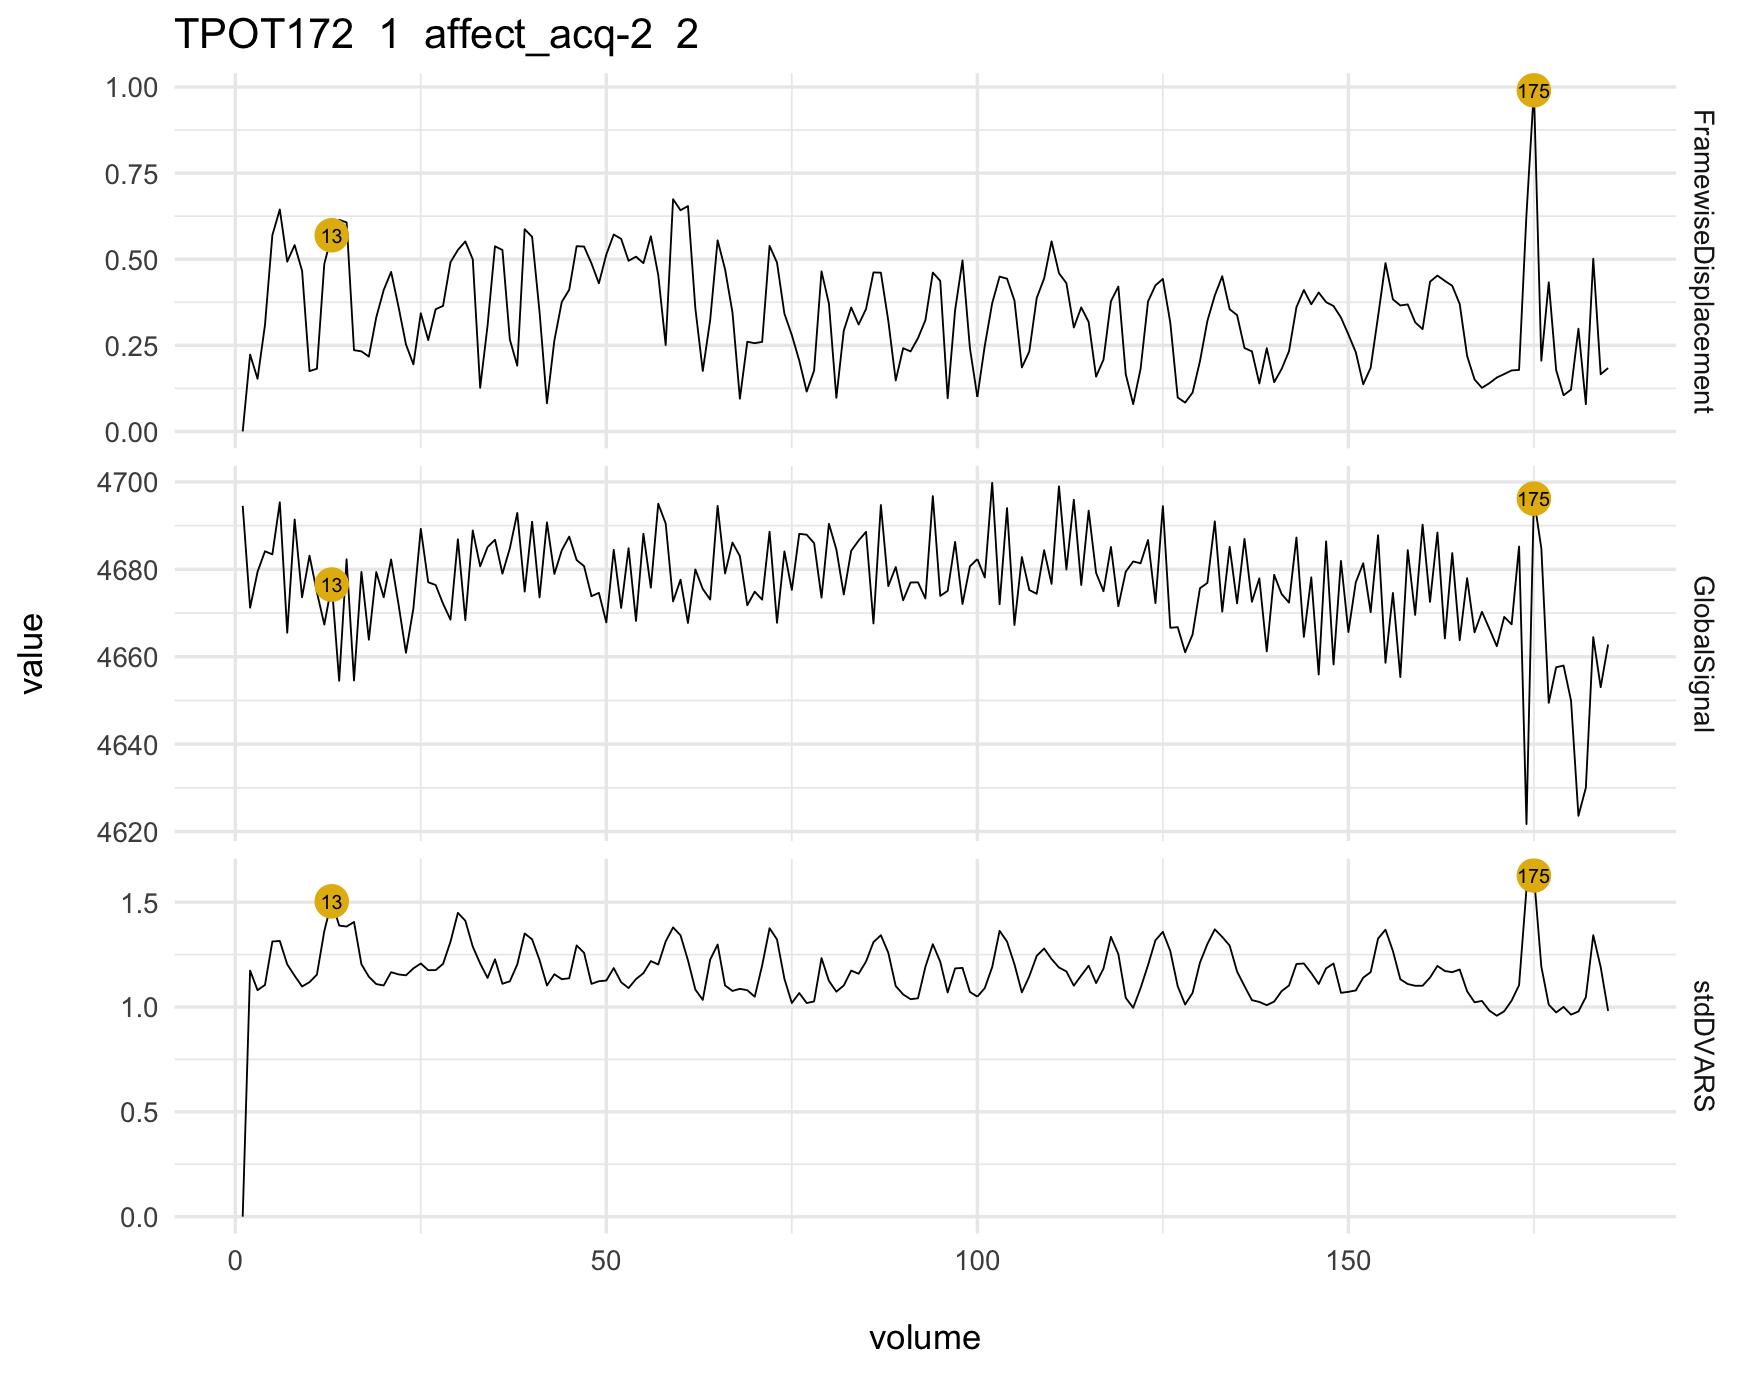 TPOT172 1 affect_acq-2 2
1.00
0.75
0.50
0.25
0.00
13
175
FramewiseDisplacement
4700
4680
4660
4640
4620
13
175
GlobalSignal
value
1.5
1.0
0.5
0.0
13
175
stdDVARS
0 50 100 150
volume